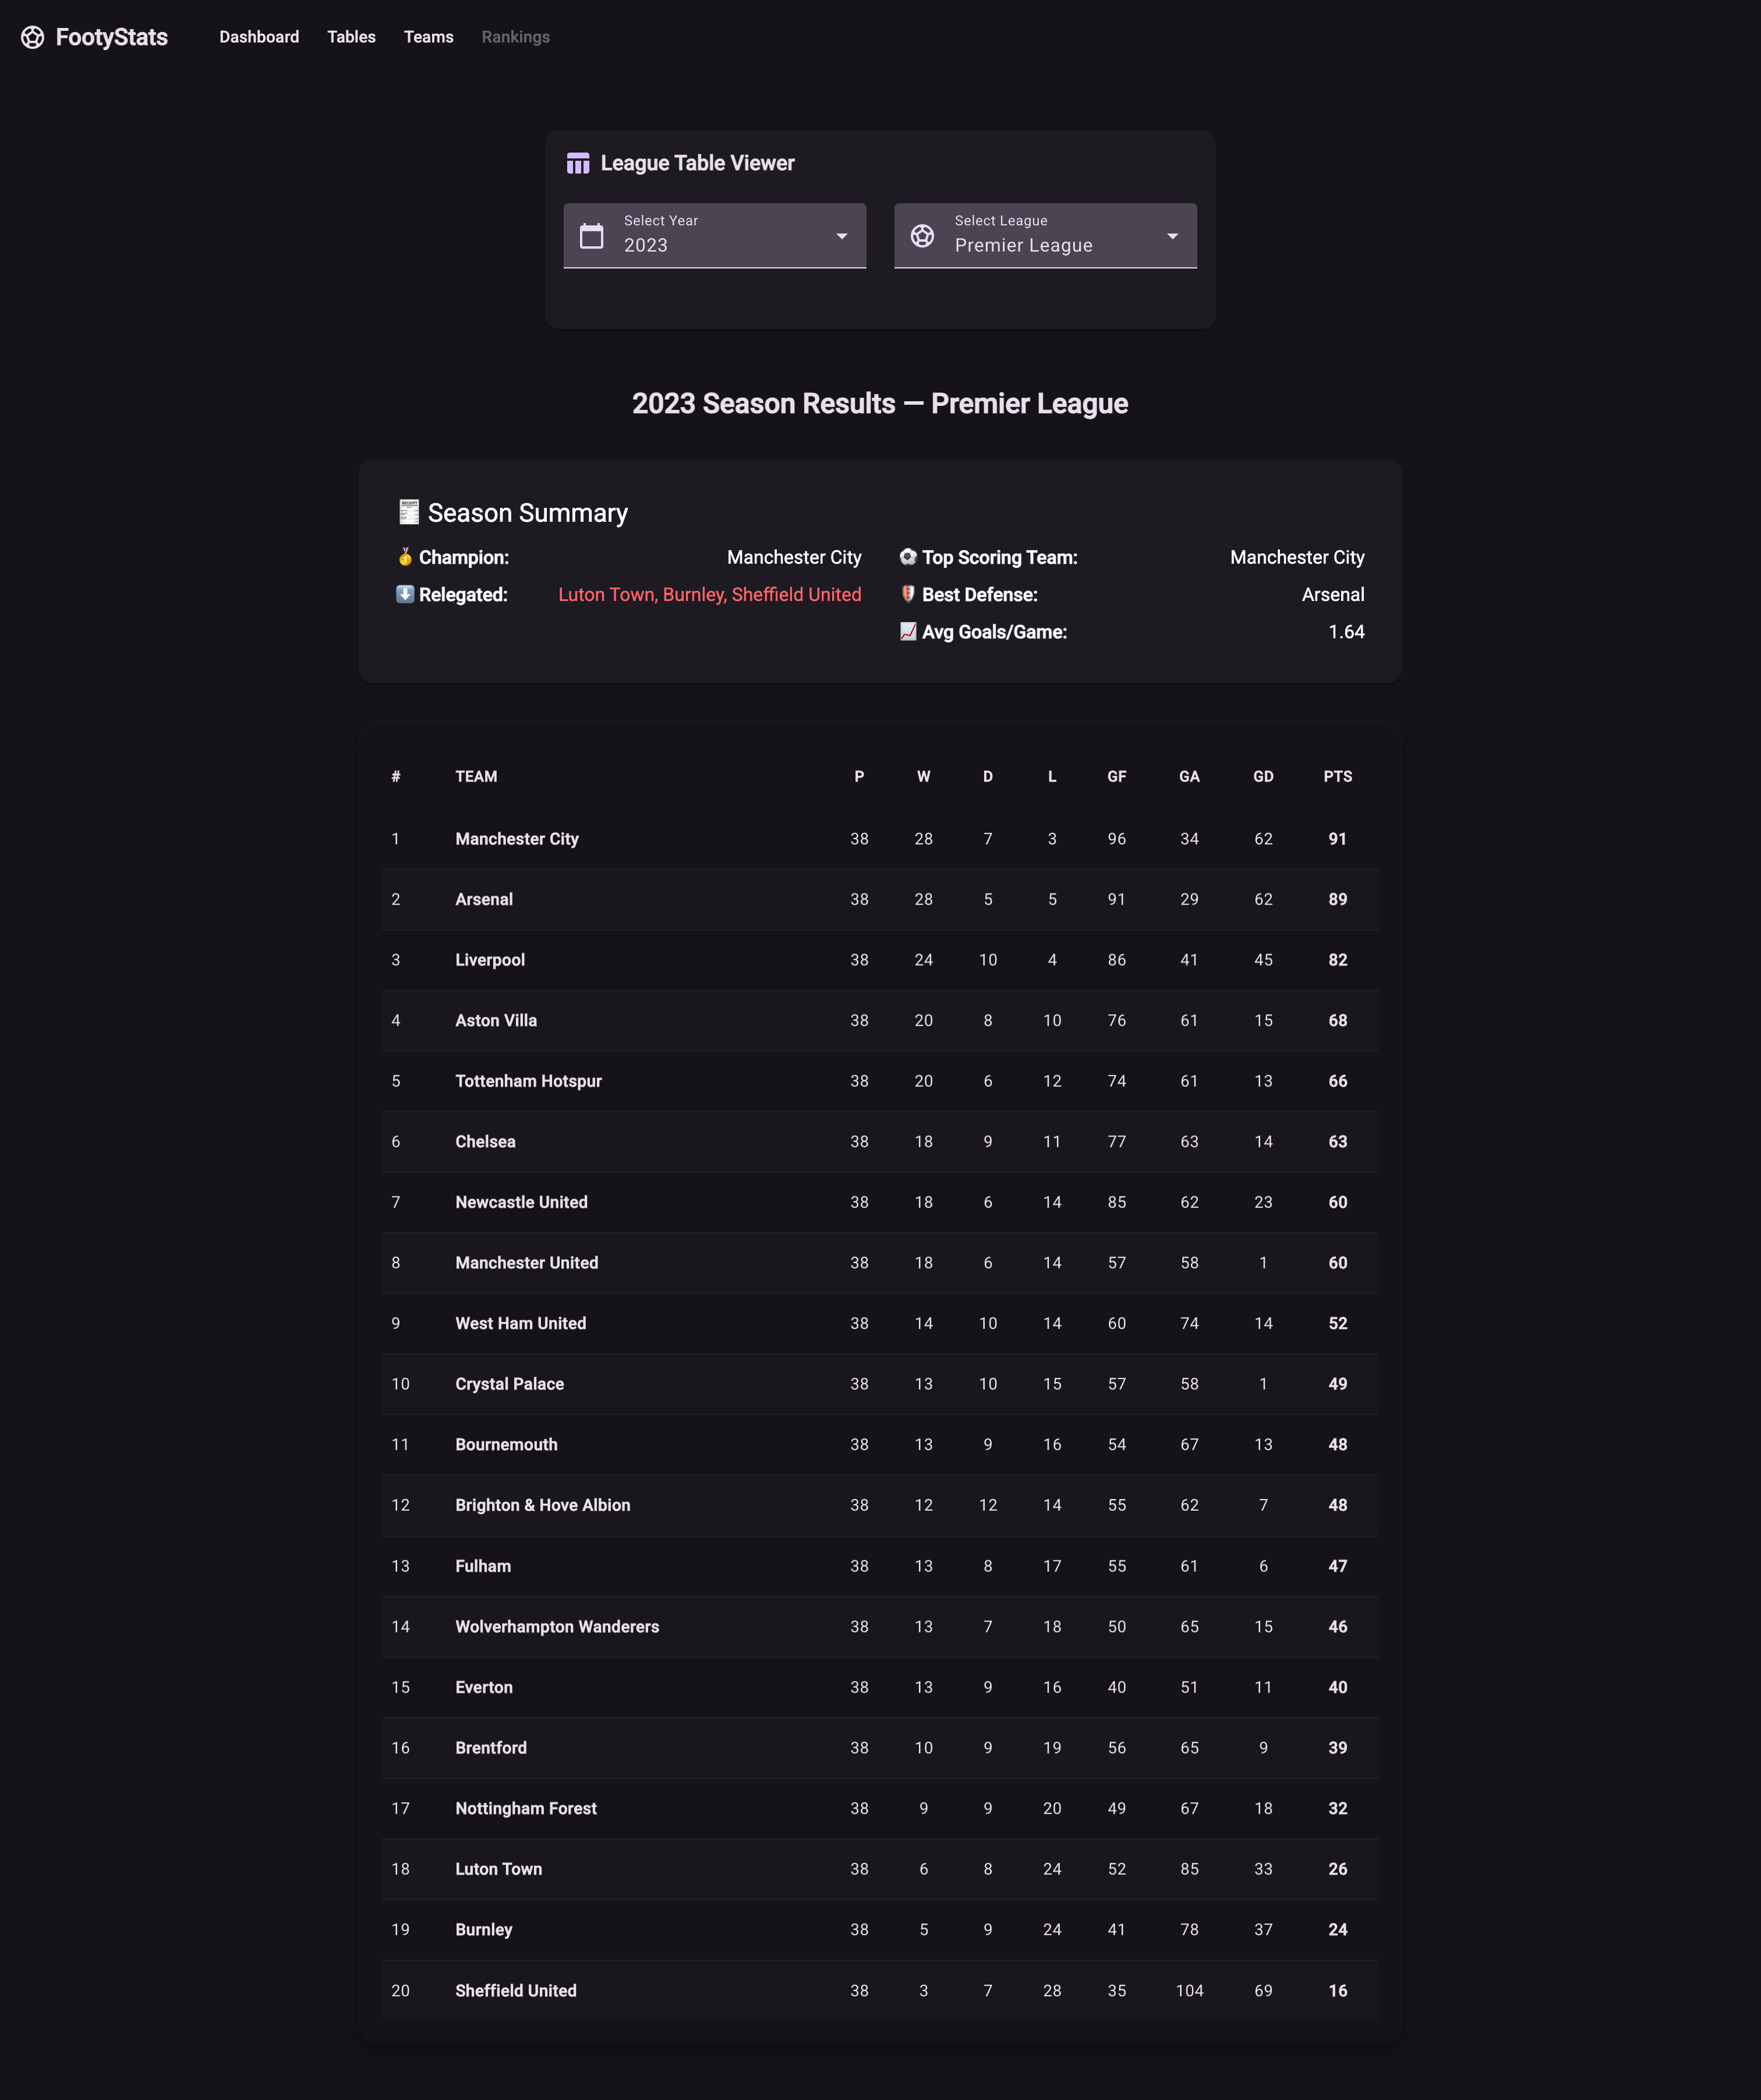 FootyStats Dashboard Tables Teams Rankings
League Table Viewer
Select Year
2023
Select League
Premier League
2023 Season Results — Premier League
Season Summary
Champion: Manchester City
Relegated: Luton Town, Burnley, Sheffield United
Top Scoring Team: Manchester City
Best Defense: Arsenal
Avg Goals/Game: 1.64
# TEAM P W D L GF GA GD PTS
1 Manchester City 38 28 7 3 96 34 62 91
2 Arsenal 38 28 5 5 91 29 62 89
3 Liverpool 38 24 10 4 86 41 45 82
4 Aston Villa 38 20 8 10 76 61 15 68
5 Tottenham Hotspur 38 20 6 12 74 61 13 66
6 Chelsea 38 18 9 11 77 63 14 63
7 Newcastle United 38 18 6 14 85 62 23 60
8 Manchester United 38 18 6 14 57 58 1 60
9 West Ham United 38 14 10 14 60 74 14 52
10 Crystal Palace 38 13 10 15 57 58 1 49
11 Bournemouth 38 13 9 16 54 67 13 48
12 Brighton & Hove Albion 38 12 12 14 55 62 7 48
13 Fulham 38 13 8 17 55 61 6 47
14 Wolverhampton Wanderers 38 13 7 18 50 65 15 46
15 Everton 38 13 9 16 40 51 11 40
16 Brentford 38 10 9 19 56 65 9 39
17 Nottingham Forest 38 9 9 20 49 67 18 32
18 Luton Town 38 6 8 24 52 85 33 26
19 Burnley 38 5 9 24 41 78 37 24
20 Sheffield United 38 3 7 28 35 104 69 16